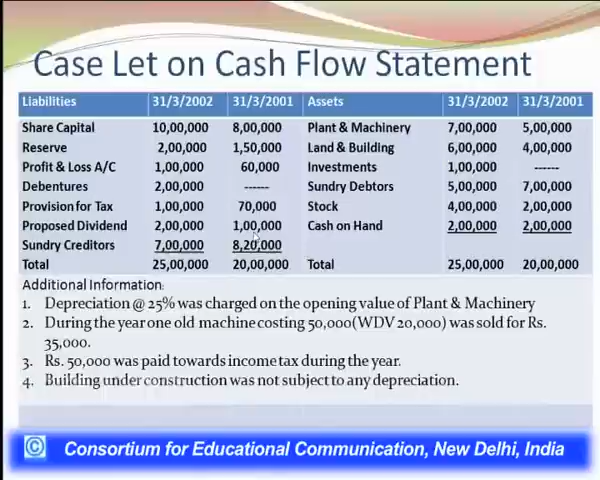 Case Let on Cash Flow Statement
Liabilities 31/3/2002 31/3/2001 Assets 31/3/2002 31/3/2001
Share Capital 10,00,000 8,00,000 Plant & Machinery 7,00,000 5,00,000
Reserve 2,00,000 1,50,000 Land & Building 6,00,000 4,00,000
Profit & Loss A/C 1,00,000 60,000 Investments 1,00,000 ------
Debentures 2,00,000 ------ Sundry Debtors 5,00,000 7,00,000
Provision for Tax 1,00,000 70,000 Stock 4,00,000 2,00,000
Proposed Dividend 2,00,000 1,00,000 Cash on Hand 2,00,000 2,00,000
Sundry Creditors 7,00,000 8,20,000
Total 25,00,000 20,00,000 Total 25,00,000 20,00,000
Additional Information:
1. Depreciation @ 25% was charged on the opening value of Plant & Machinery
2. During the year one old machine costing 50,000(WDV 20,000) was sold for Rs.
35,000.
3. Rs. 50,000 was paid towards income tax during the year.
4. Building under construction was not subject to any depreciation.
© Consortium for Educational Communication, New Delhi, India